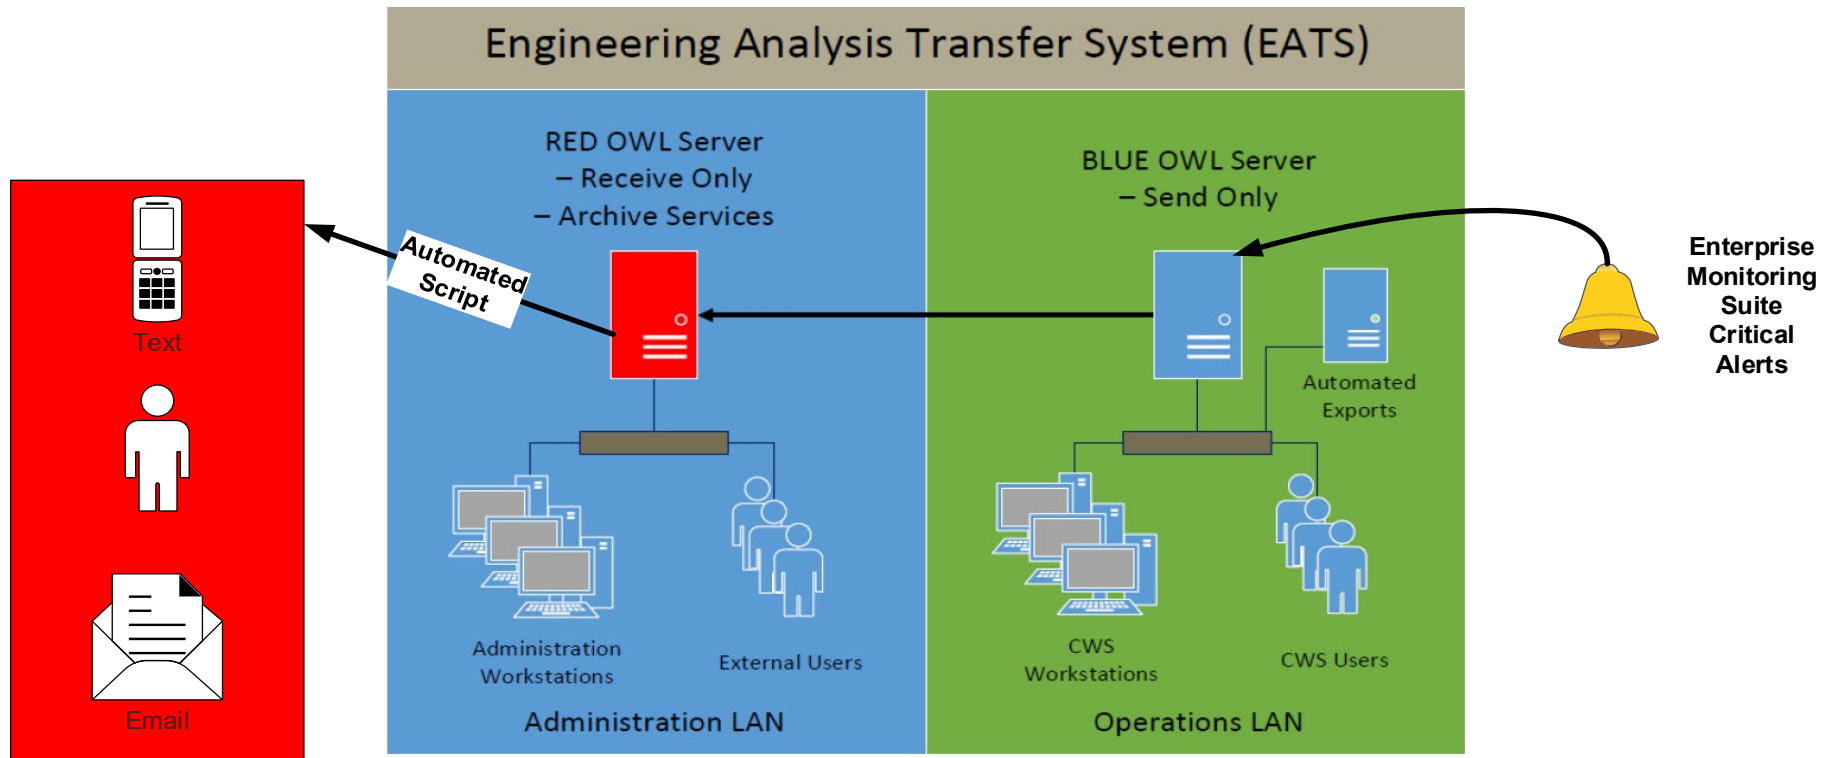 Engineering Analysis Transfer System (EATS)
RED OWL Server
– Receive Only
– Archive Services
BLUE OWL Server
– Send Only
Automated
Script
Text
Email
Enterprise
Monitoring
Suite
Critical
Alerts
Automated
Exports
Administration
Workstations
External Users
CWS
Workstations
CWS Users
Administration LAN
Operations LAN